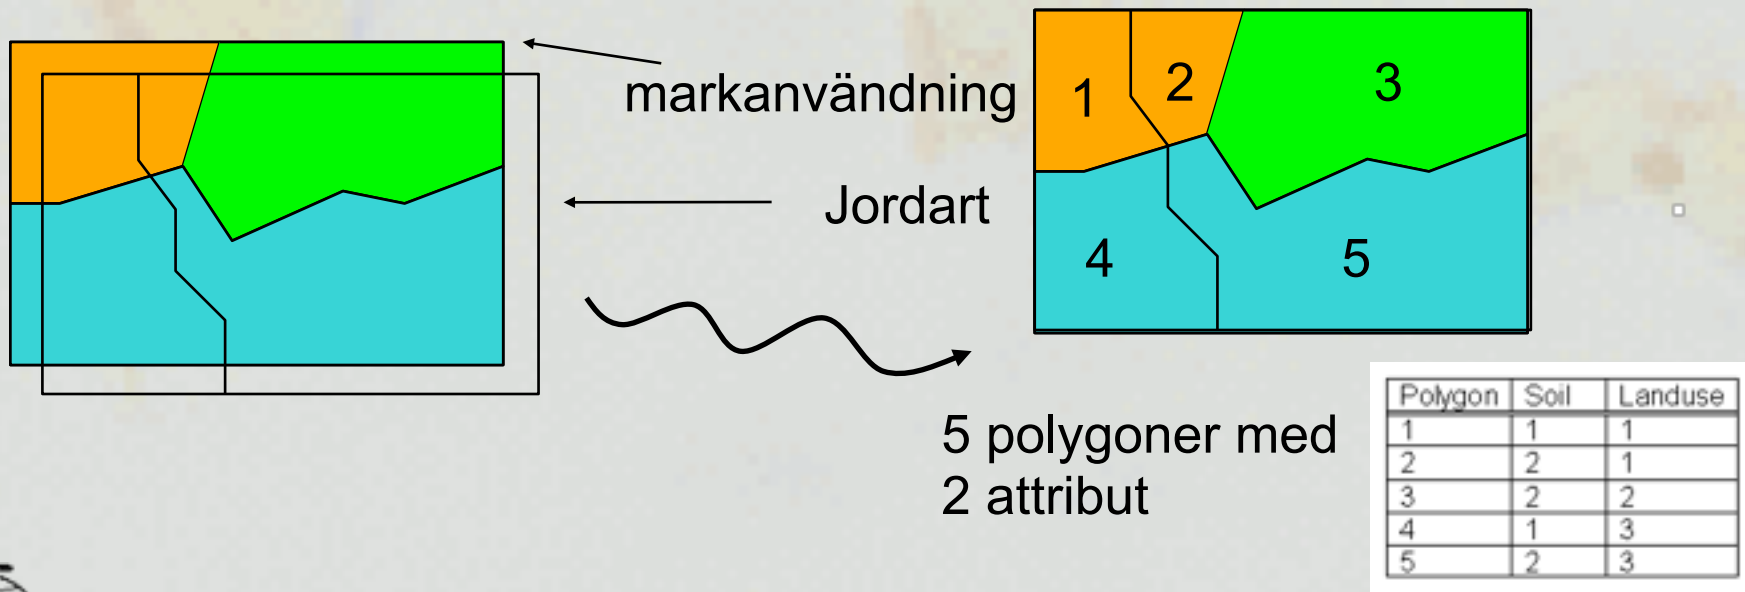 markanvändning
Jordart
1
2
3
4
5
5 polygoner med
2 attribut
Polygon Soil Landuse
1 1 1
2 2 1
3 2 2
4 1 3
5 2 3